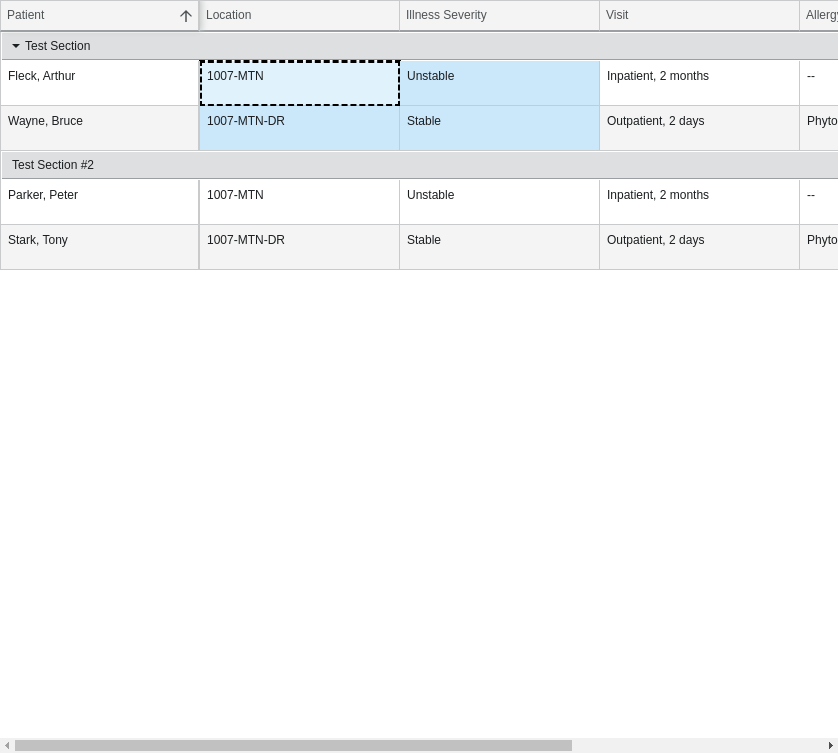 Patient Location Illness Severity Visit Allergy
Test Section
Fleck, Arthur 1007-MTN Unstable Inpatient, 2 months --
Wayne, Bruce 1007-MTN-DR Stable Outpatient, 2 days Phyto
Test Section #2
Parker, Peter 1007-MTN Unstable Inpatient, 2 months --
Stark, Tony 1007-MTN-DR Stable Outpatient, 2 days Phyto